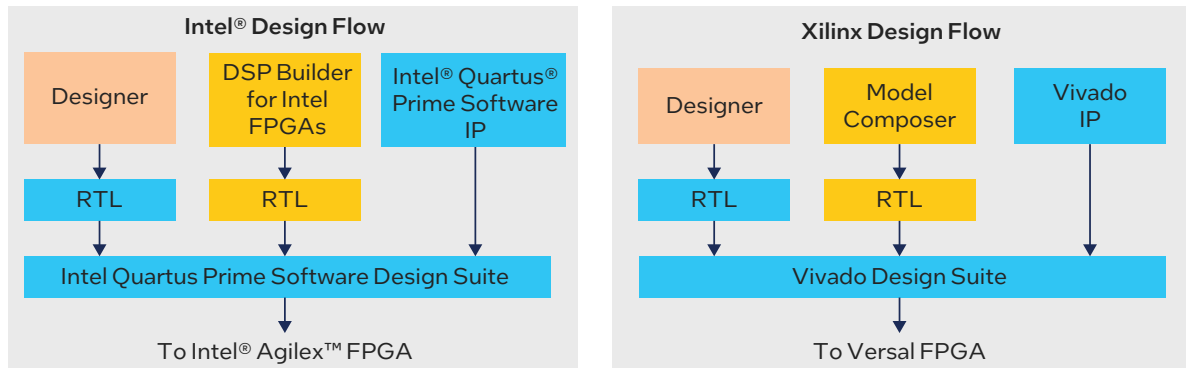 Intel® Design Flow
Designer
DSP Builder
for Intel
FPGAs
Intel® Quartus®
Prime Software
IP
RTL
RTL
Intel Quartus Prime Software Design Suite
To Intel® Agilex™ FPGA
Xilinx Design Flow
Designer
Model
Composer
Vivado
IP
RTL
RTL
Vivado Design Suite
To Versal FPGA